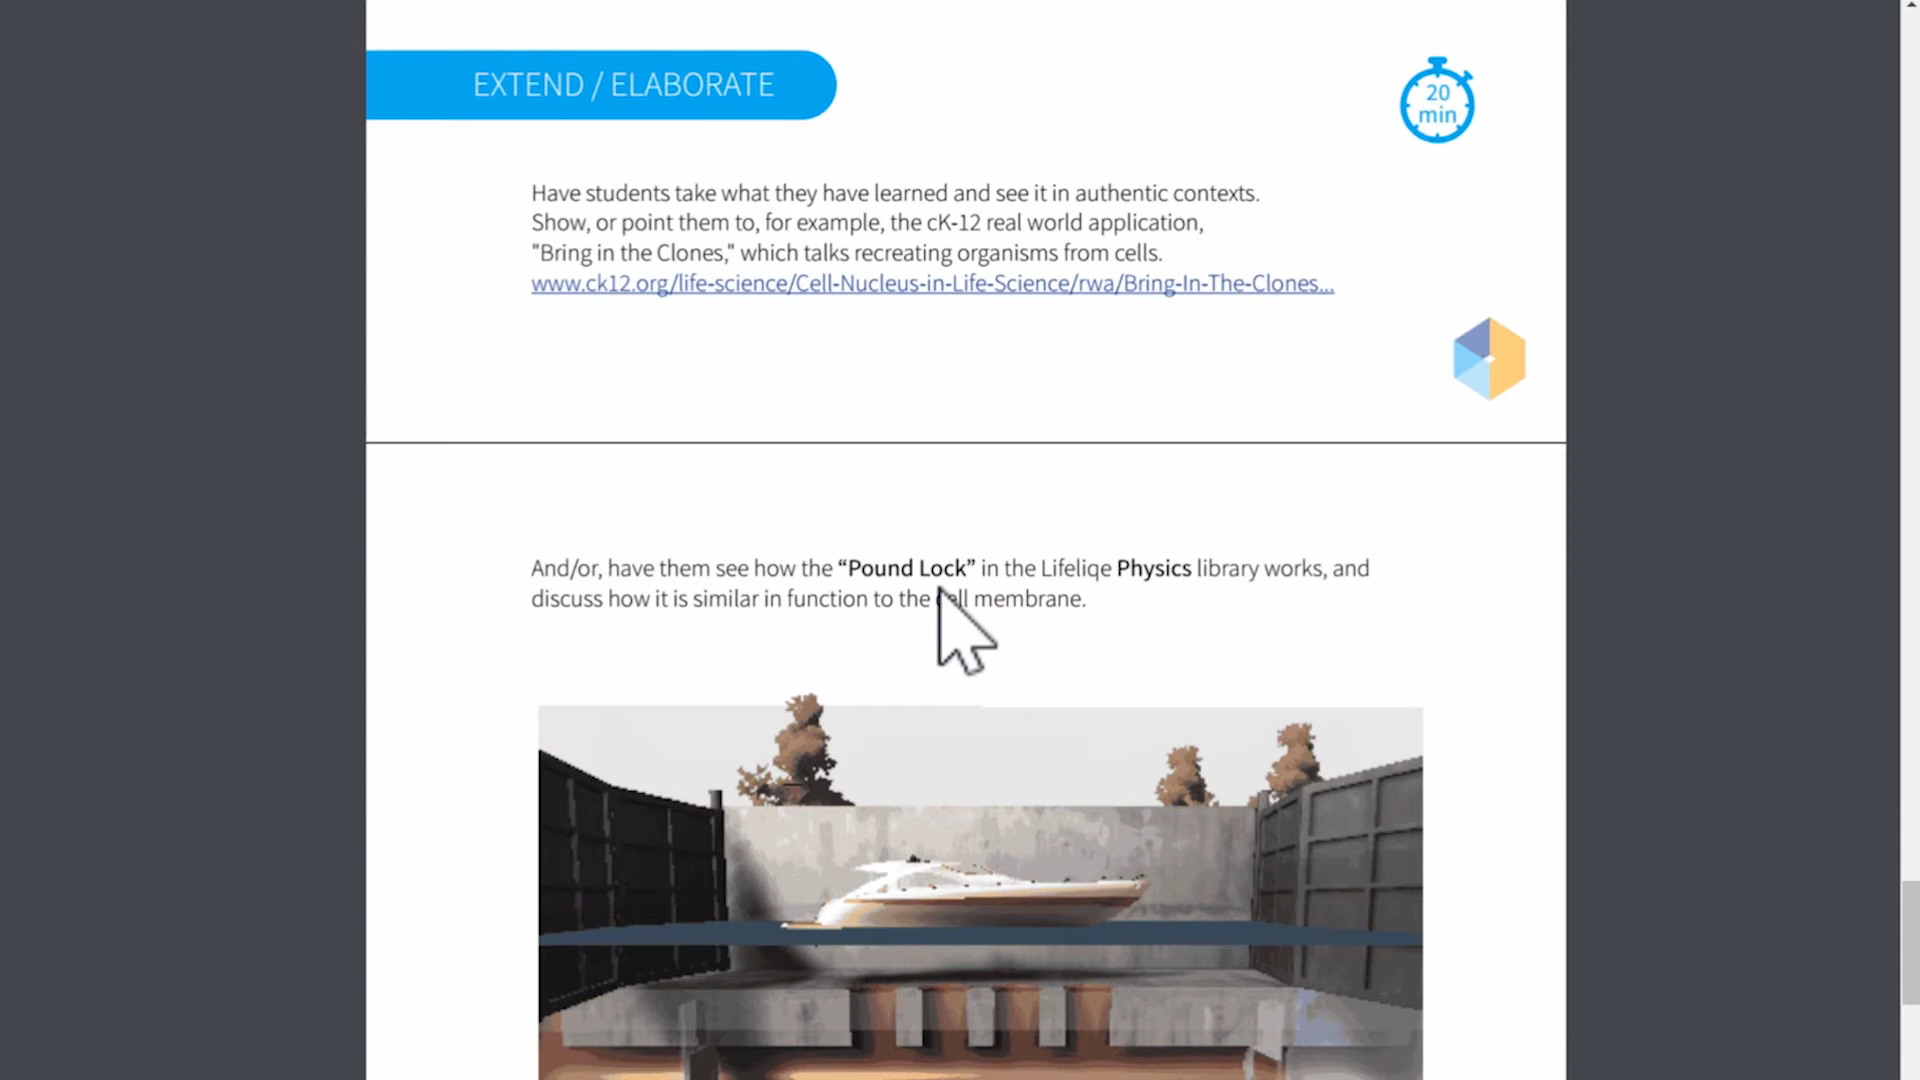 EXTEND / ELABORATE
20
min
Have students take what they have learned and see it in authentic contexts.
Show, or point them to, for example, the cK-12 real world application,
"Bring in the Clones," which talks recreating organisms from cells.
www.ck12.org/life-science/Cell-Nucleus-in-Life-Science/rwa/Bring-In-The-Clones...
And/or, have them see how the “Pound Lock” in the Lifeliqe Physics library works, and
discuss how it is similar in function to the cell membrane.